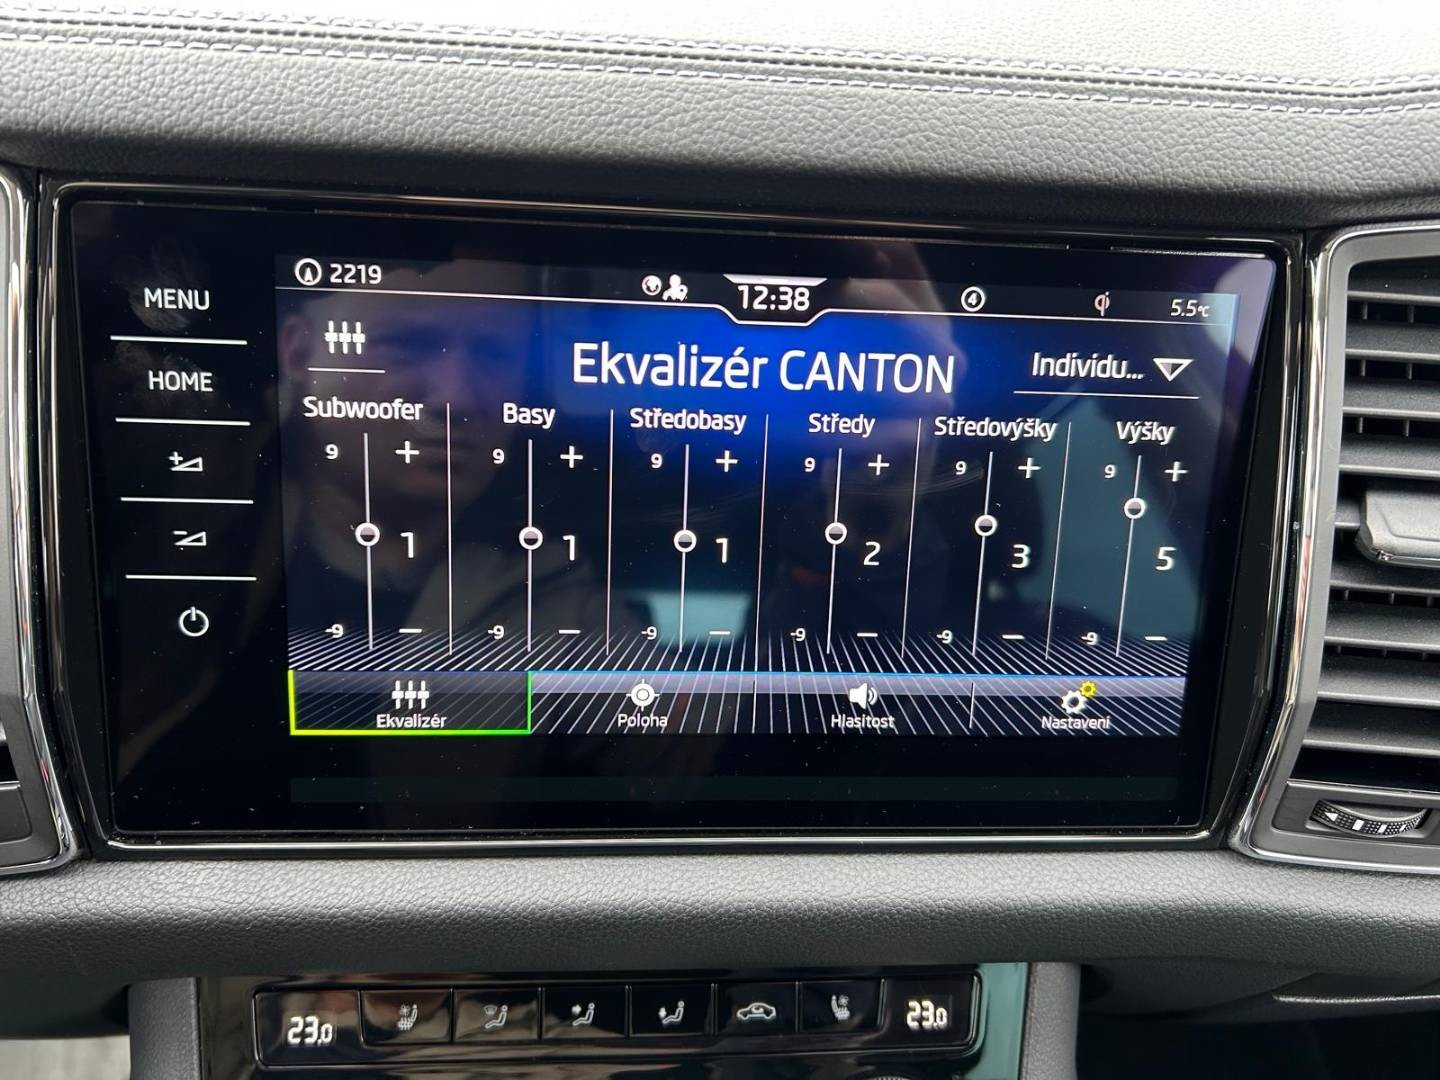 2219
12:38
4
5.5°C
MENU
HOME
Ekvalizér CANTON
Individu...
Subwoofer Basy Středobasy Středy Středovýšky Výšky
9 + 9 + 9 + 9 + 9 + 9 +
1 1 1 2 3 5
-9 − -9 − -9 − -9 − -9 − -9 −
Ekvalizér Poloha Hlasitost Nastavení
23.0 23.0